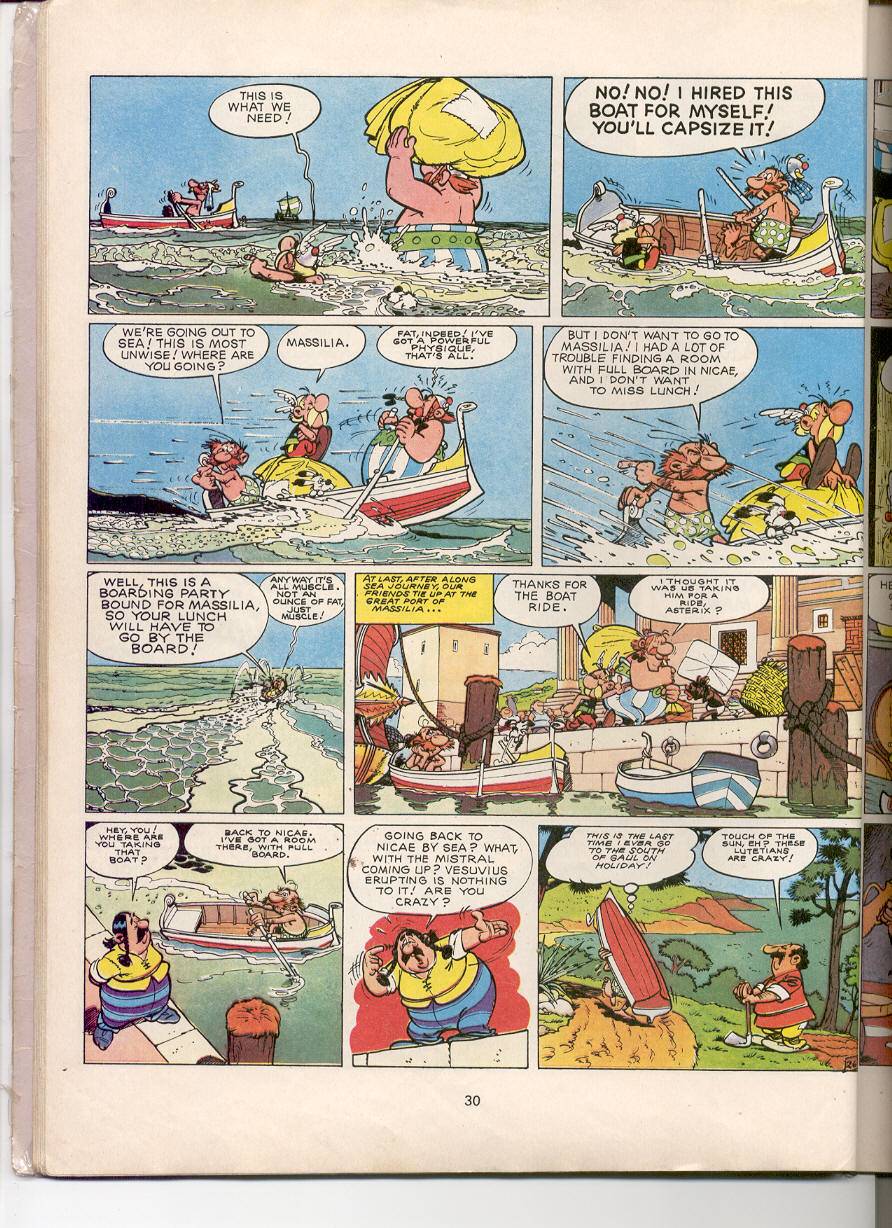 THIS IS
WHAT WE
NEED!
NO! NO! I HIRED THIS
BOAT FOR MYSELF!
YOU'LL CAPSIZE IT!
WE'RE GOING OUT TO
SEA! THIS IS MOST
UNWISE! WHERE ARE
YOU GOING?
MASSILIA.
FAT, INDEED! I'VE
GOT A POWERFUL
PHYSIQUE,
THAT'S ALL.
BUT I DON'T WANT TO GO TO
MASSILIA! I HAD A LOT OF
TROUBLE FINDING A ROOM
WITH FULL BOARD IN NICAE,
AND I DON'T WANT
TO MISS LUNCH!
WELL, THIS IS A
BOARDING PARTY
BOUND FOR MASSILIA,
SO YOUR LUNCH
WILL HAVE TO
GO BY THE
BOARD!
ANYWAY IT'S
ALL MUSCLE.
NOT AN
OUNCE OF FAT,
JUST
MUSCLE!
AT LAST, AFTER A LONG
SEA JOURNEY, OUR
FRIENDS TIE UP AT THE
GREAT PORT OF
MASSILIA...
THANKS FOR
THE BOAT
RIDE.
I THOUGHT IT
WAS US TAKING
HIM FOR A
RIDE,
ASTERIX?
HEY, YOU!
WHERE ARE
YOU TAKING
THAT
BOAT?
BACK TO NICAE.
I'VE GOT A ROOM
THERE, WITH FULL
BOARD.
GOING BACK TO
NICAE BY SEA? WHAT,
WITH THE MISTRAL
COMING UP? VESUVIUS
ERUPTING IS NOTHING
TO IT! ARE YOU
CRAZY?
THIS IS THE LAST
TIME I EVER GO
TO THE SOUTH
OF GAUL ON
HOLIDAY!
TOUCH OF THE
SUN, EH? THESE
LUTETIANS
ARE CRAZY!
26
30
HE